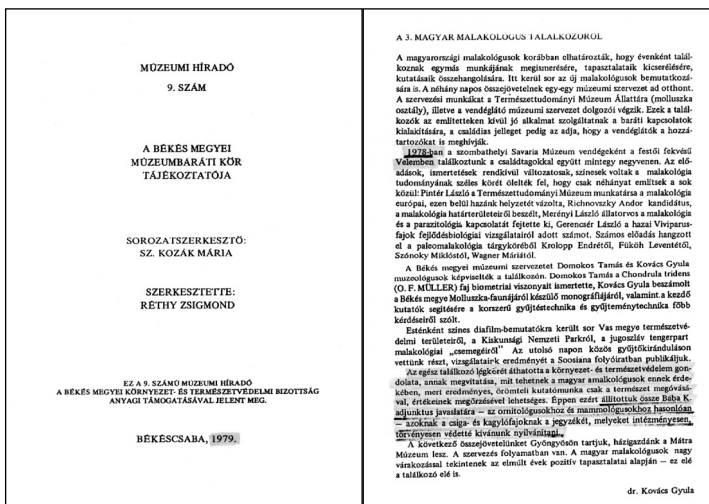 MÚZEUMI HÍRADÓ
9. SZÁM
A BÉKÉS MEGYEI
MÚZEUMBARÁTI KÖR
TÁJÉKOZTATÓJA
SOROZATSZERKESZTŐ:
SZ. KOZÁK MÁRIA
SZERKESZTETTE:
RÉTHY ZSIGMOND
EZ A 9. SZÁMÚ MÚZEUMI HÍRADÓ
A BÉKÉS MEGYEI KÖRNYEZET- ÉS TERMÉSZETVÉDELMI BIZOTTSÁG
ANYAGI TÁMOGATÁSÁVAL JELENT MEG.
BÉKÉSCSABA, 1979.
A 3. MAGYAR MALAKOLÓGUS TALÁLKOZÓRÓL
A magyarországi malakológusok korábban elhatározták, hogy évenként talál-
koznak egymás munkájának megismerésére, tapasztalataik kicserélésére,
kutatásaik összehangolására. Itt kerül sor az új malakológusok bemutatkozá-
sára is. A néhány napos összejövetelnek egy-egy múzeumi szervezet ad otthont.
A szervezési munkákat a Természettudományi Múzeum Állattára (molluszka
osztály), illetve a vendéglátó múzeumi szervezet dolgozói végzik. Ezek a talál-
kozók az említetteken kívül jó alkalmat szolgáltatnak a baráti kapcsolatok
kialakítására, a családias jelleget pedig az adja, hogy a vendéglátók a hozzá-
tartozókat is meghívják.
1978-ban a szombathelyi Savaria Múzeum vendégeként a festői fekvésű
Velemben találkoztunk a családtagokkal együtt mintegy negyvenen. Az elő-
adások, ismertetések rendkívül változatosak, színesek voltak a malakológia
tudományának széles körét ölelték fel, hogy csak néhányat említsek a sok
közül: Pintér László a Természettudományi Múzeum munkatársa a malakológia
európai, ezen belül hazánk helyzetét vázolta, Richnovszky Andor kandidátus,
a malakológia határterületeiről beszélt, Merényi László állatorvos a malakológia
és a parazitológia kapcsolatát fejtette ki, Gerencsér László a hazai Viviparus-
fajok fejlődésbiológiai vizsgálatairól adott számot. Számos előadás hangzott
el a paleomalakológia tárgyköréből Krolopp Endrétől, Fűköh Leventétől,
Szónoky Miklóstól, Wagner Máriától.
A Békés megyei múzeumi szervezetet Domokos Tamás és Kovács Gyula
muzeológusok képviselték a találkozón. Domokos Tamás a Chondrula tridens
(O. F. MÜLLER) faj biometriai viszonyait ismertette, Kovács Gyula beszámolt
a Békés megye Molluszka-faunájáról készülő monográfiájáról, valamint a kezdő
kutatók segítésére a korszerű gyűjtéstechnika és gyűjteménytechnika főbb
kérdéseiről szólt.
Esténként színes diafilm-bemutatókra került sor Vas megye természetvé-
delmi területeiről, a Kiskunsági Nemzeti Parkról, a jugoszláv tengerpart
malakológiai „csemegéiről" Az utolsó napon közös gyűjtőkiránduláson
vettünk részt, vizsgálataink eredményét a Soosiana folyóiratban publikáljuk.
Az egész találkozó légkörét áthatotta a környezet- és természetvédelem gon-
dolata, annak megvitatása, mit tehetnek a magyar amalkológusok ennek érde-
kében, mert eredményes, örömteli kutatómunka csak a természet megóvásá-
val, értékeinek megőrzésével lehetséges. Éppen ezért állítottuk össze Bába K.
adjunktus javaslatára — az ornitológusokhoz és mammológusokhoz hasonlóan
— azoknak a csiga- és kagylófajoknak a jegyzékét, melyeket intézményesen,
törvényesen védetté kívánunk nyilvánítani.
A következő összejövetelünket Gyöngyösön tartjuk, házigazdánk a Mátra
Múzeum lesz. A szervezés folyamatban van. A magyar malakológusok nagy
várakozással tekintenek az elmúlt évek pozitív tapasztalatai alapján — ez elé
a találkozó elé is.
dr. Kovács Gyula